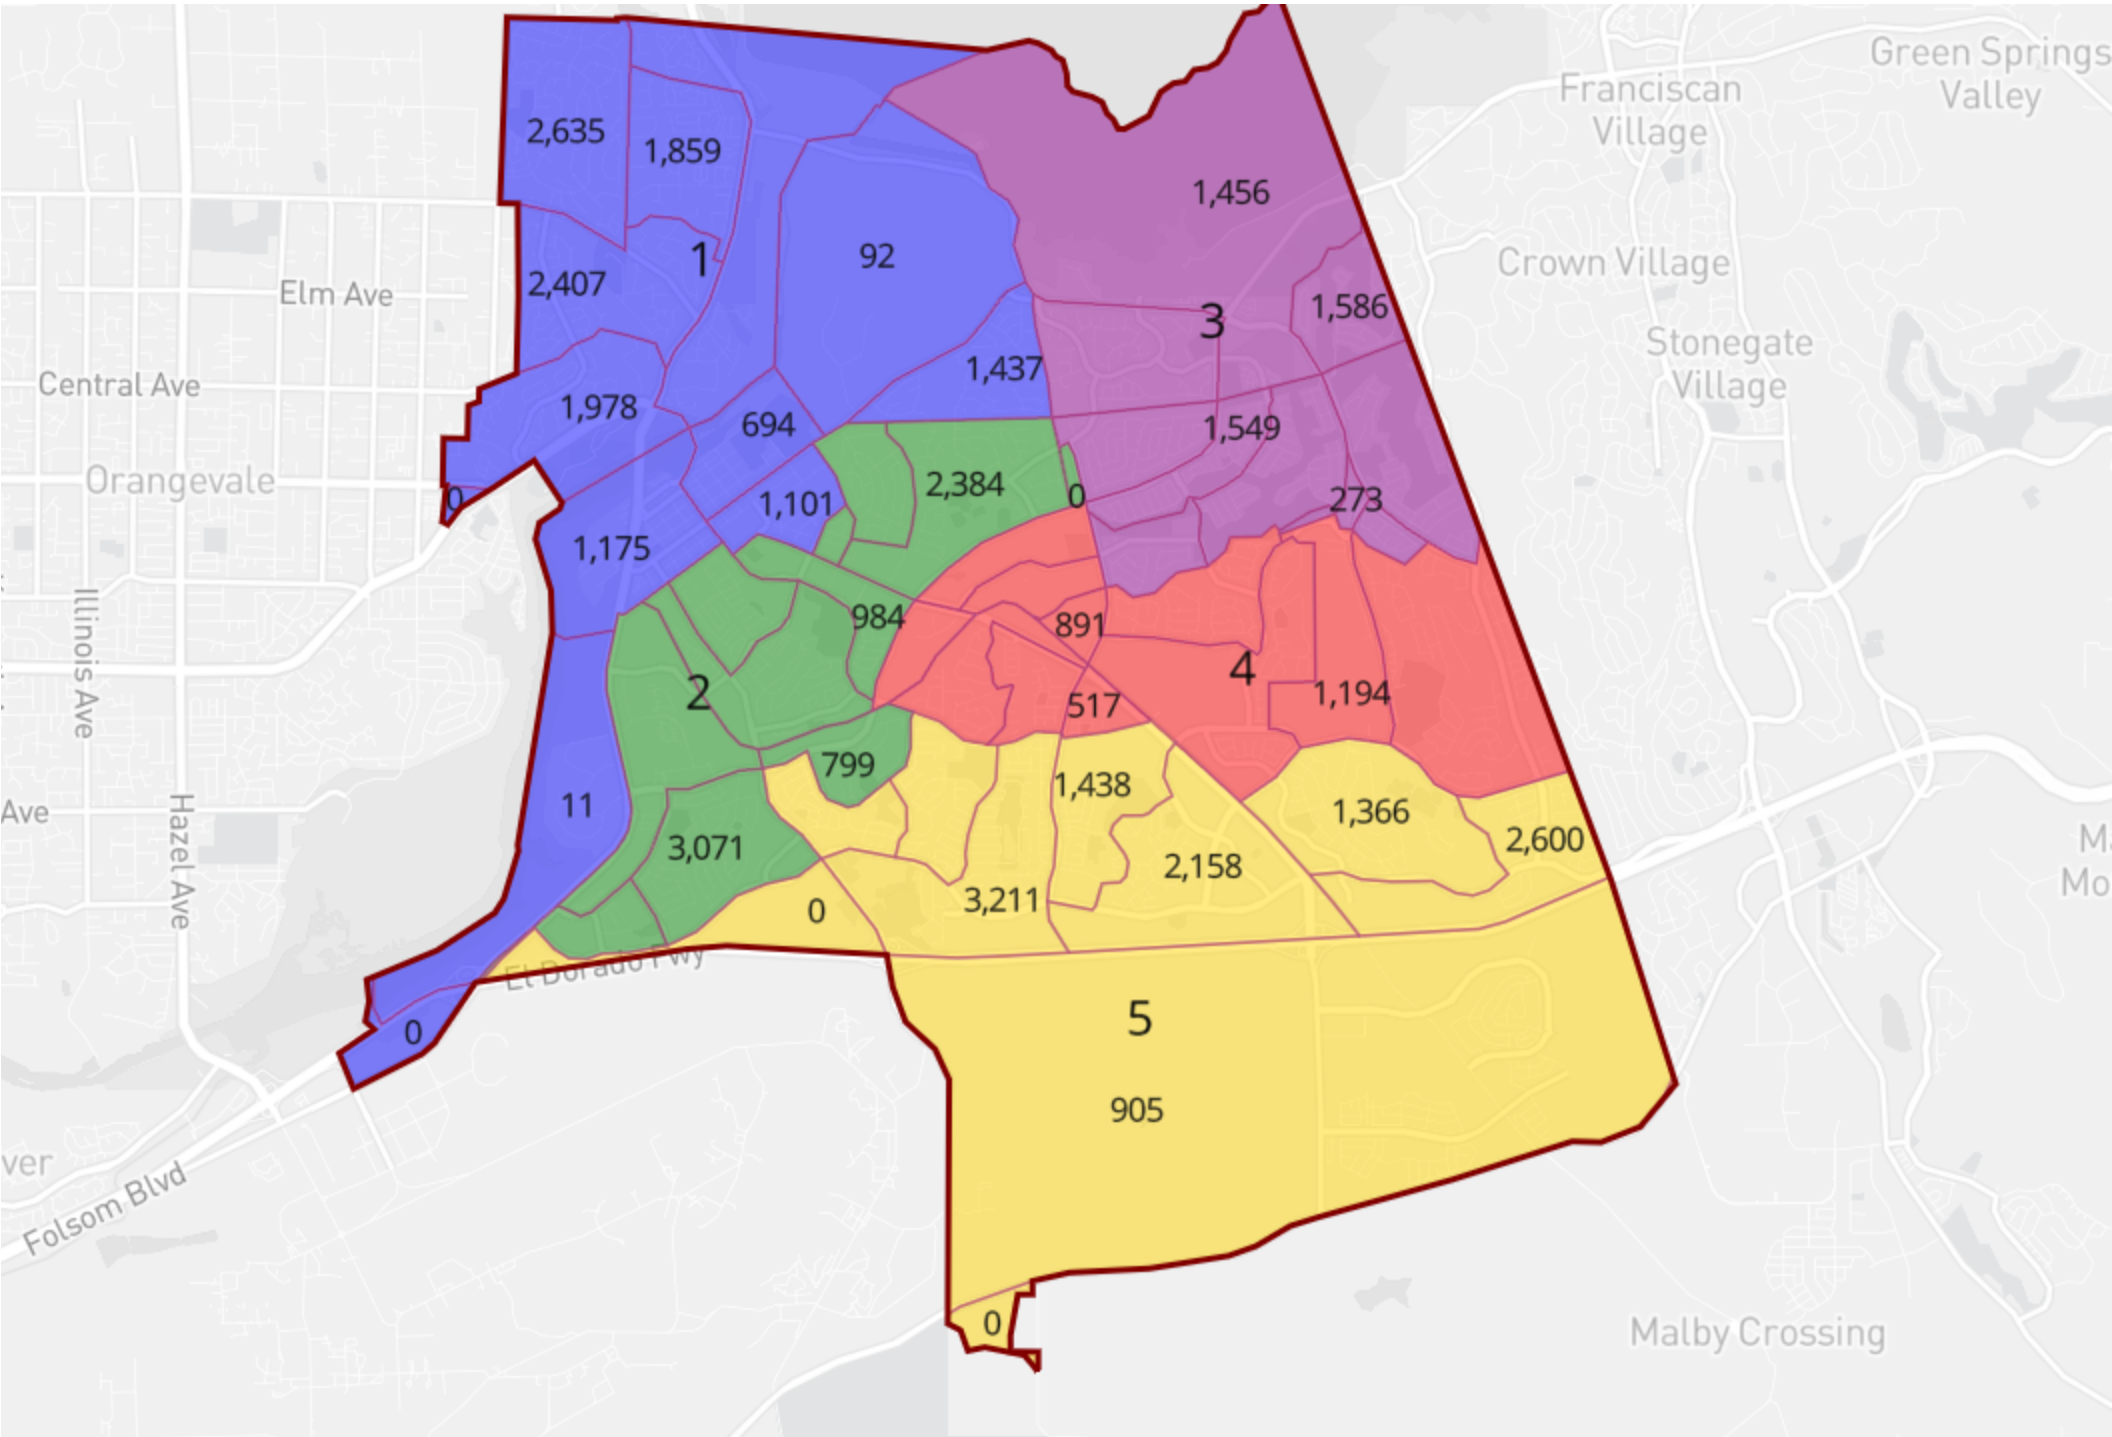 Green Springs
Valley
Franciscan
Village
2,635
1,859
1,456
92
1
2,407
Crown Village
Elm Ave
3
1,586
Stonegate
Village
1,437
Central Ave
1,978
694
1,549
Orangevale
2,384
0
1,101
0
273
1,175
984
891
Illinois Ave
2
4
517
1,194
799
1,438
11
1,366
Ave
Hazel Ave
3,071
2,158
2,600
Ma
Mo
3,211
0
El Dorado Fwy
5
0
905
ver
Folsom Blvd
0
Malby Crossing